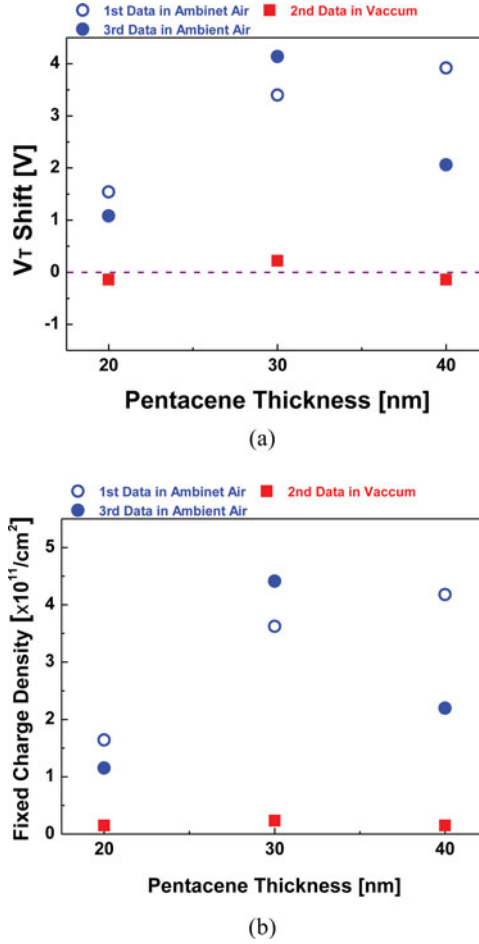 1st Data in Ambinet Air 2nd Data in Vaccum
3rd Data in Ambient Air
4
3
2
1
0
-1
VT Shift [V]
20 30 40
Pentacene Thickness [nm]
(a)
1st Data in Ambinet Air 2nd Data in Vaccum
3rd Data in Ambient Air
5
4
3
2
1
0
Fixed Charge Density [x10¹¹/cm²]
20 30 40
Pentacene Thickness [nm]
(b)